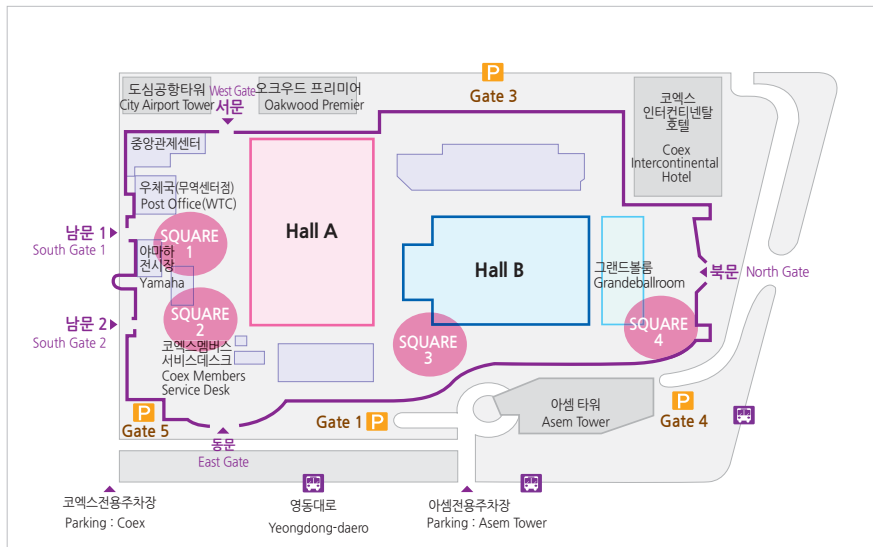 P
Gate 3
도심공항타워
City Airport Tower
West Gate
서문
오크우드 프리미어
Oakwood Premier
코엑스
인터컨티넨탈
호텔
Coex
Intercontinental
Hotel
중앙관제센터
우체국(무역센터점)
Post Office(WTC)
남문 1
South Gate 1
SQUARE
1
야마하
전시장
Yamaha
Hall A
Hall B
그랜드볼룸
Grandeballroom
북문 North Gate
남문 2
South Gate 2
SQUARE
2
SQUARE
3
SQUARE
4
코엑스멤버스
서비스데스크
Coex Members
Service Desk
P
Gate 5
동문
East Gate
Gate 1 P
아셈 타워
Asem Tower
P
Gate 4
코엑스전용주차장
Parking : Coex
영동대로
Yeongdong-daero
아셈전용주차장
Parking : Asem Tower